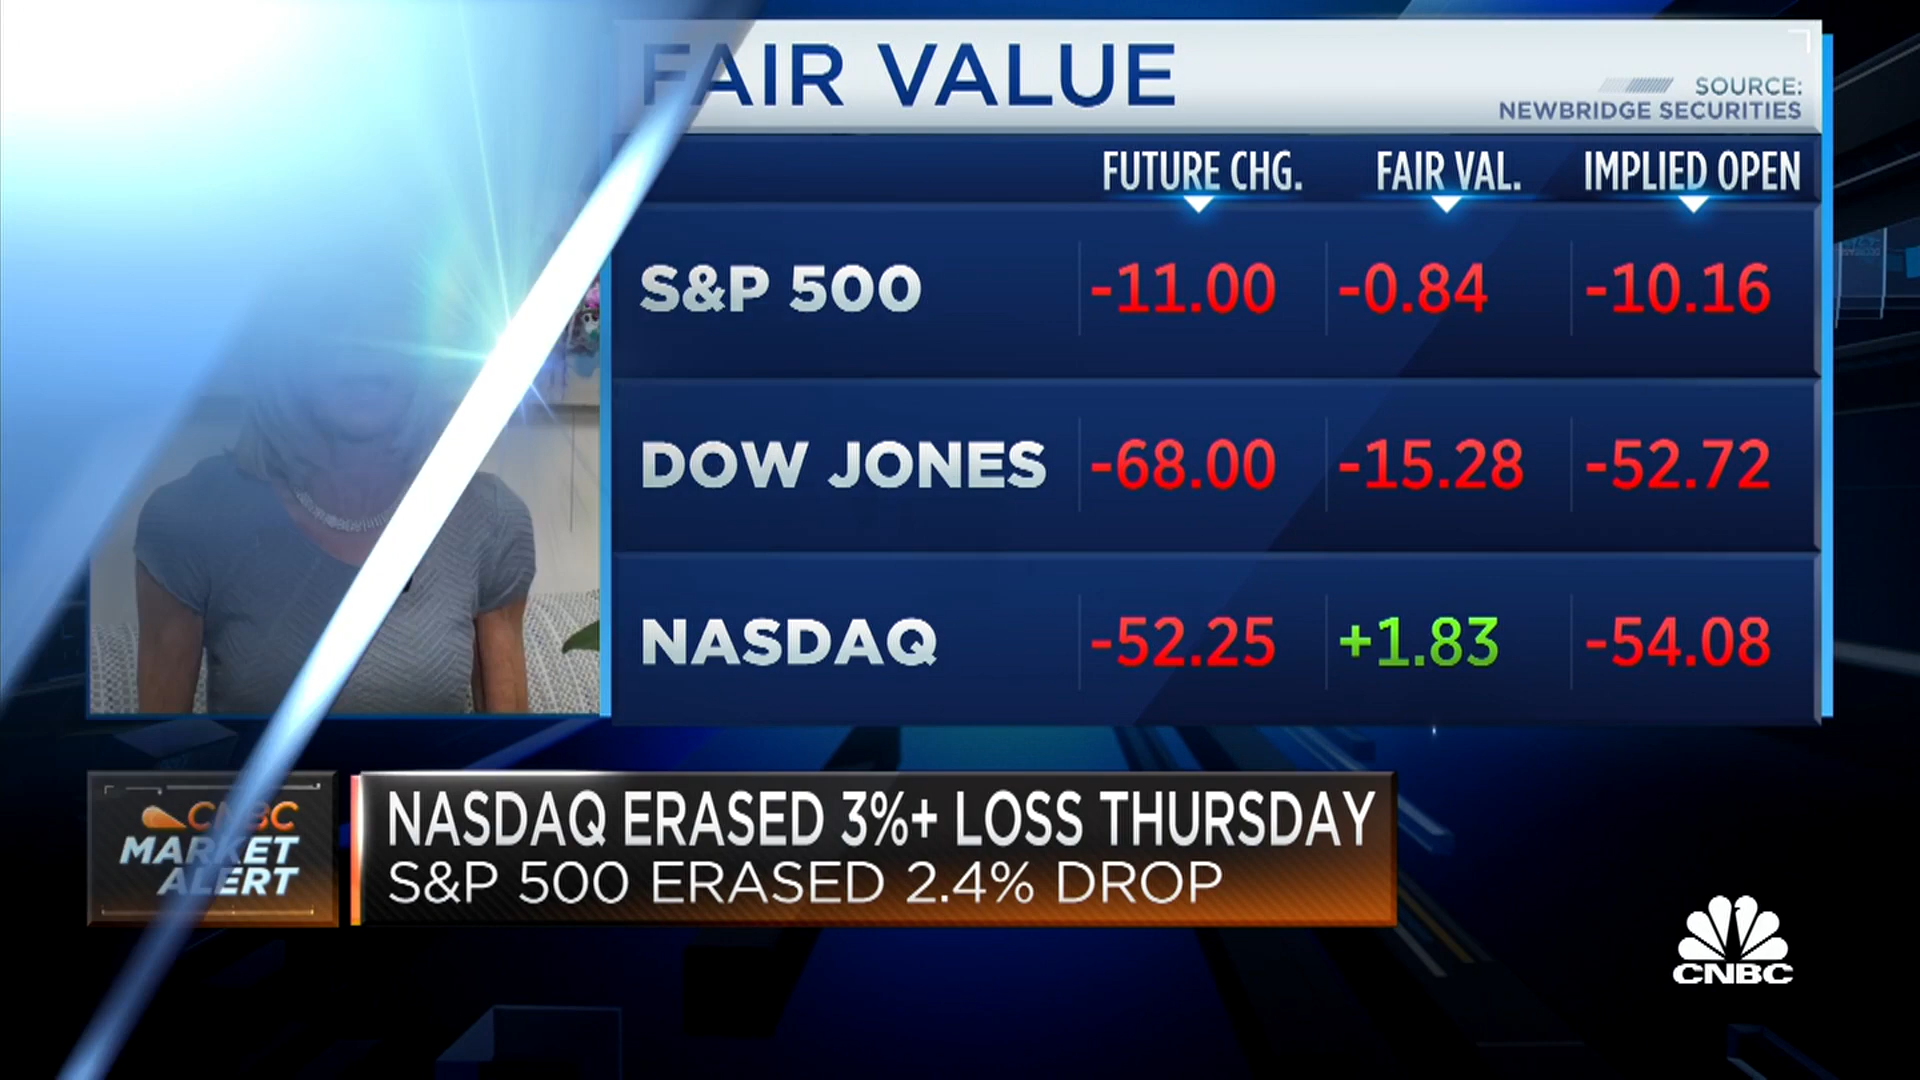 FAIR VALUE
SOURCE:
NEWBRIDGE SECURITIES
FUTURE CHG. FAIR VAL. IMPLIED OPEN
S&P 500 -11.00 -0.84 -10.16
DOW JONES -68.00 -15.28 -52.72
NASDAQ -52.25 +1.83 -54.08
CNBC
MARKET
ALERT
NASDAQ ERASED 3%+ LOSS THURSDAY
S&P 500 ERASED 2.4% DROP
CNBC